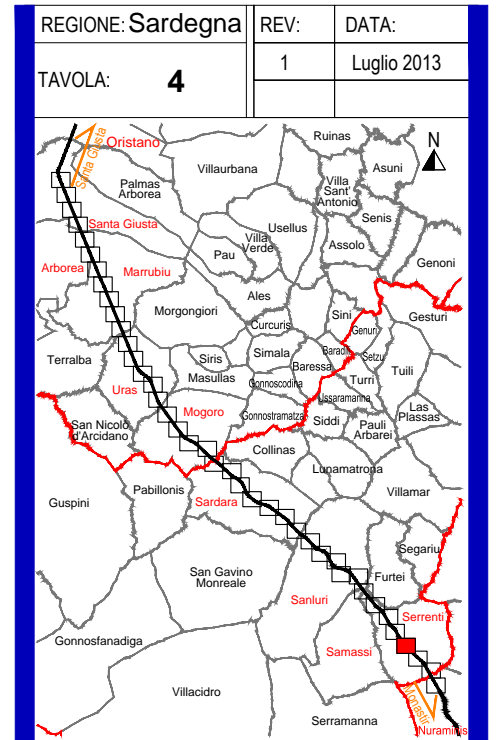 REGIONE: Sardegna REV: DATA:
1 Luglio 2013
TAVOLA: 4
N
Ruinas
Oristano
Santa Giusta
Villaurbana
Asuni
Palmas
Arborea
Villa
Sant'
Antonio
Senis
Santa Giusta
Usellus
Villa
Verde
Assolo
Pau
Genoni
Arborea
Marrubiu
Ales
Morgongiori
Sini
Gesturi
Curcuris
Genuri
Terralba
Siris
Simala
Baradili
Setzu
Masullas
Baressa
Tuili
Uras
Gonnoscodina
Turri
Ussaramanna
Mogoro
Gonnostramatza
Las
Plassas
San Nicolò
d'Arcidano
Siddi
Pauli
Arbarei
Collinas
Lunamatrona
Pabillonis
Villamar
Guspini
Sardara
Segariu
San Gavino
Monreale
Furtei
Sanluri
Serrenti
Gonnosfanadiga
Samassi
Villacidro
Monastir
Serramanna
Nuraminis